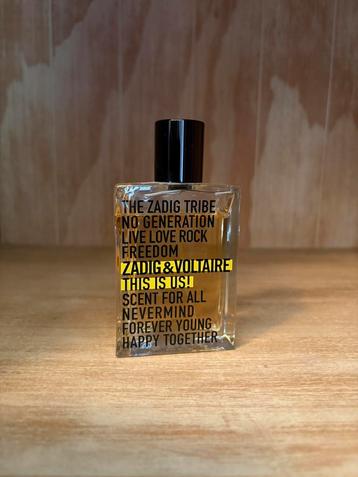 THE ZADIG TRIBE
NO GENERATION
LIVE LOVE ROCK
FREEDOM
ZADIG & VOLTAIRE
THIS IS US!
SCENT FOR ALL
NEVERMIND
FOREVER YOUNG
HAPPY TOGETHER